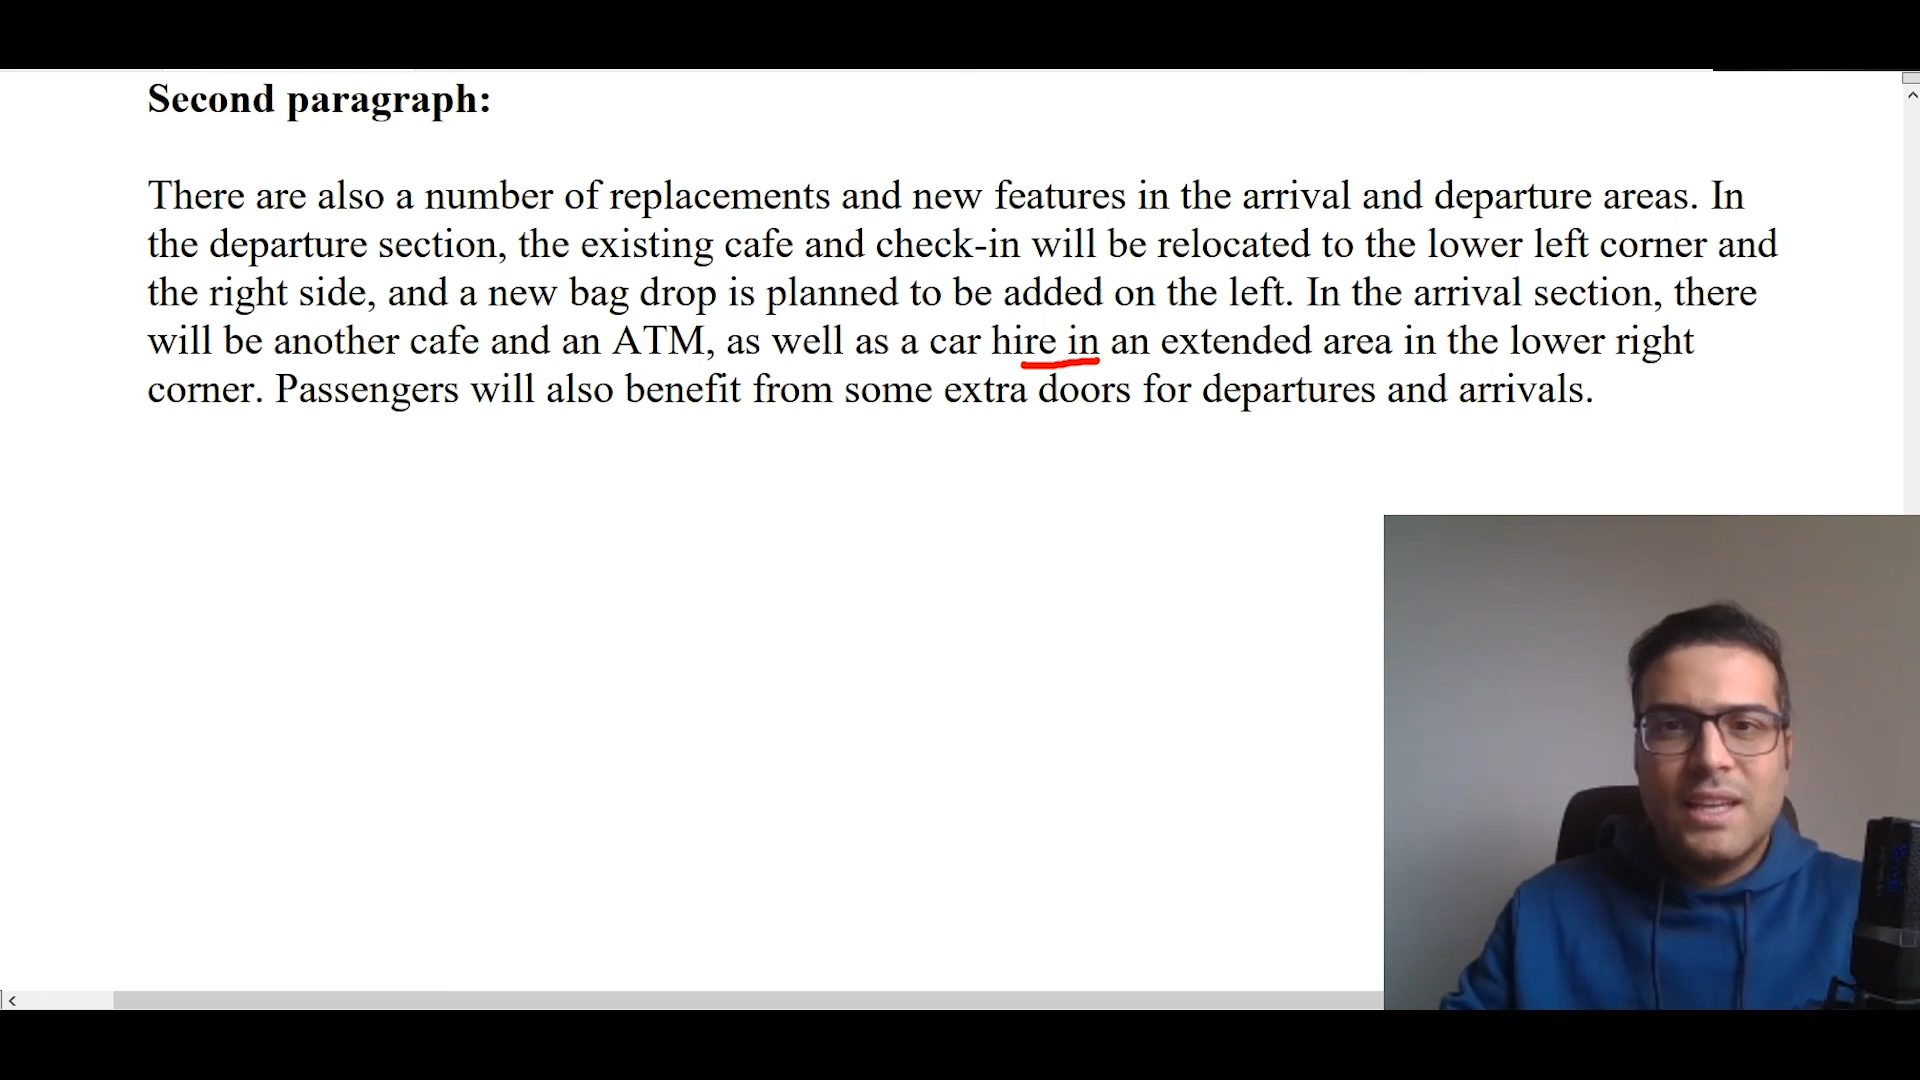 Second paragraph:
There are also a number of replacements and new features in the arrival and departure areas. In
the departure section, the existing cafe and check-in will be relocated to the lower left corner and
the right side, and a new bag drop is planned to be added on the left. In the arrival section, there
will be another cafe and an ATM, as well as a car hire in an extended area in the lower right
corner. Passengers will also benefit from some extra doors for departures and arrivals.